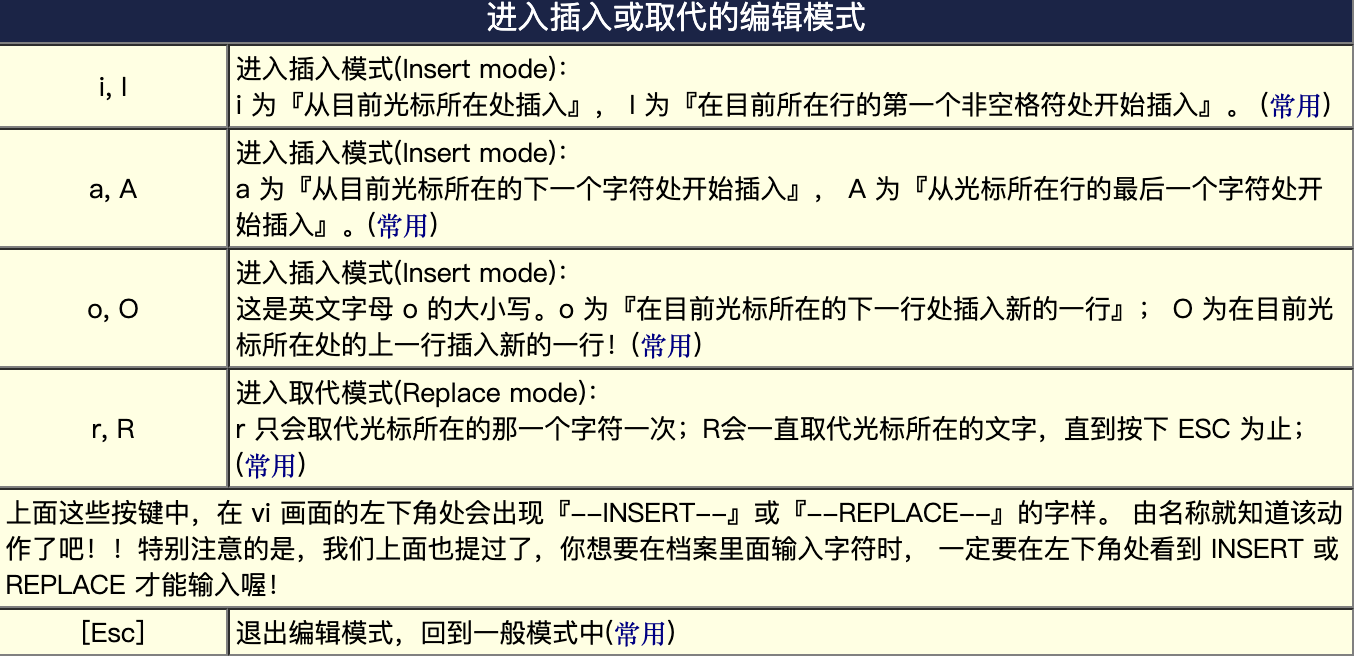 进入插入或取代的编辑模式
i, I
进入插入模式(Insert mode)：
i 为『从目前光标所在处插入』， I 为『在目前所在行的第一个非空格符处开始插入』。 (常用)
a, A
进入插入模式(Insert mode)：
a 为『从目前光标所在的下一个字符处开始插入』， A 为『从光标所在行的最后一个字符处开
始插入』。(常用)
o, O
进入插入模式(Insert mode)：
这是英文字母 o 的大小写。o 为『在目前光标所在的下一行处插入新的一行』； O 为在目前光
标所在处的上一行插入新的一行！(常用)
r, R
进入取代模式(Replace mode)：
r 只会取代光标所在的那一个字符一次；R会一直取代光标所在的文字，直到按下 ESC 为止；
(常用)
上面这些按键中，在 vi 画面的左下角处会出现『--INSERT--』或『--REPLACE--』的字样。 由名称就知道该动
作了吧！！特别注意的是，我们上面也提过了，你想要在档案里面输入字符时， 一定要在左下角处看到 INSERT 或
REPLACE 才能输入喔！
[Esc]
退出编辑模式，回到一般模式中(常用)